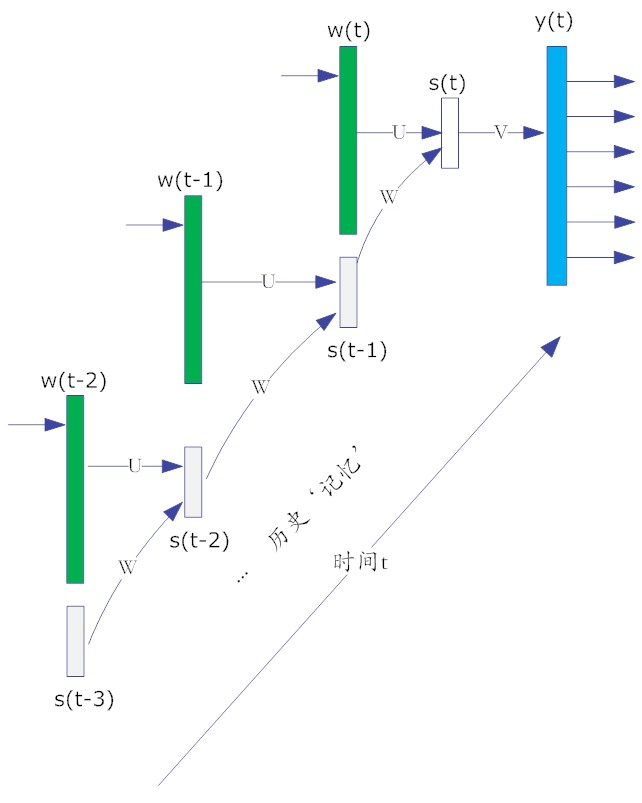 y(t)
w(t)
s(t)
U
V
w(t-1)
W
U
s(t-1)
w(t-2)
W
U
s(t-2)
... 历史‘记忆’
W
时间t
s(t-3)